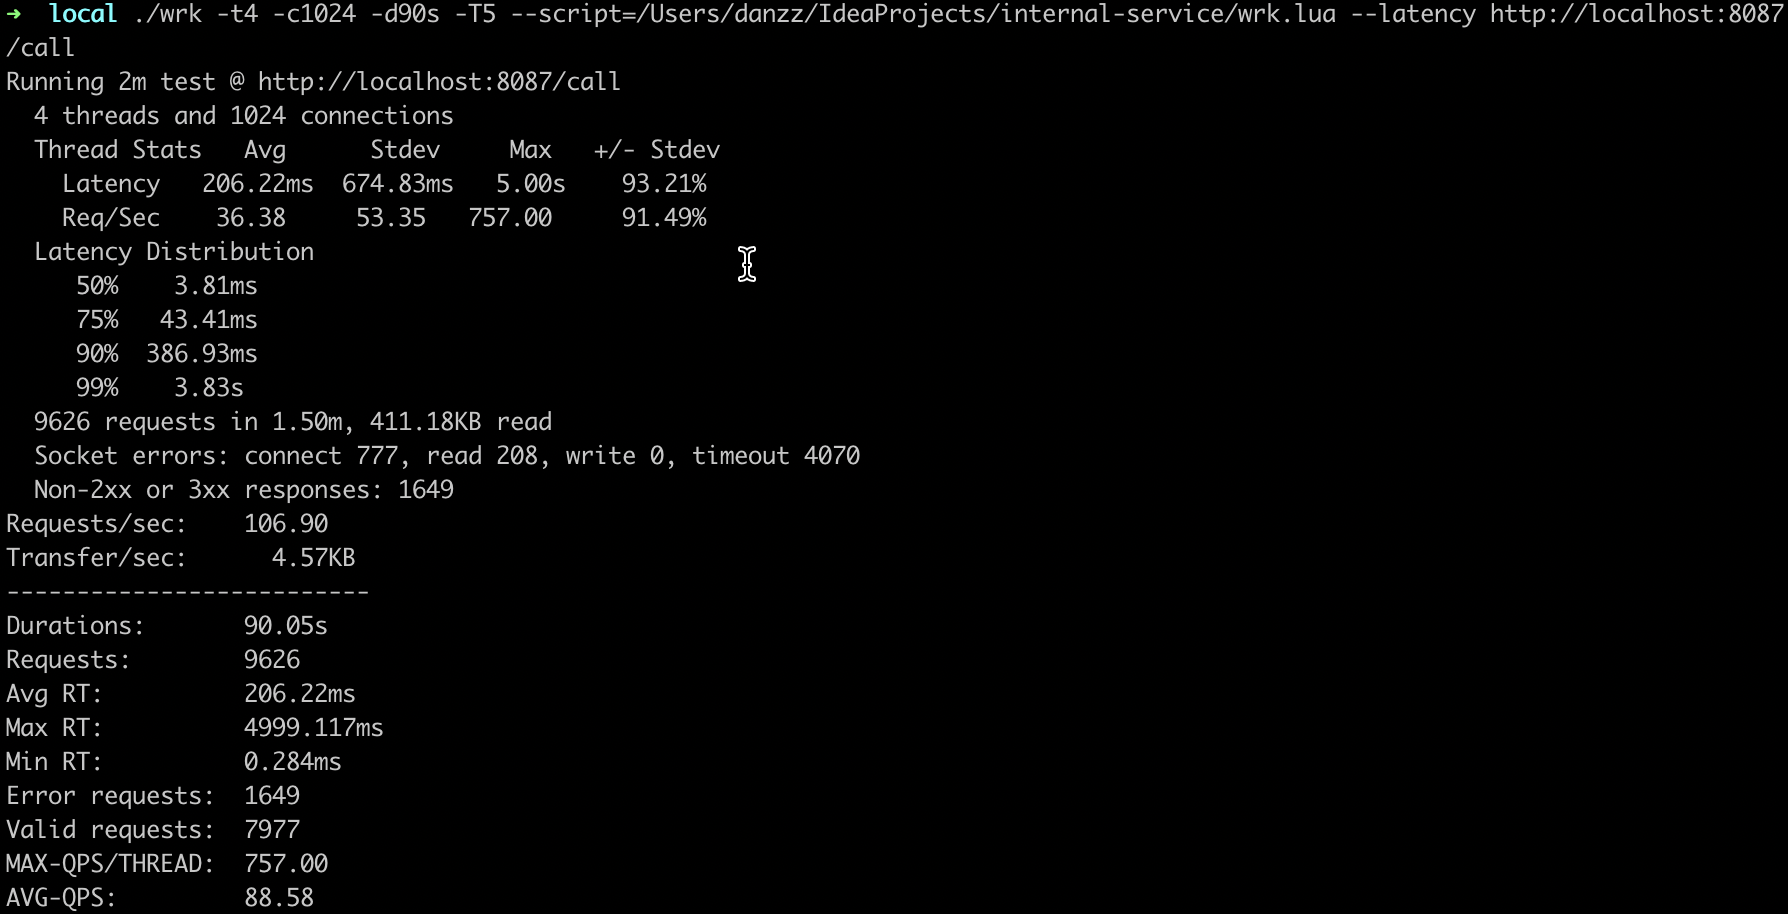 ➜  local ./wrk -t4 -c1024 -d90s -T5 --script=/Users/danzz/IdeaProjects/internal-service/wrk.lua --latency http://localhost:8087
/call
Running 2m test @ http://localhost:8087/call
  4 threads and 1024 connections
  Thread Stats   Avg      Stdev     Max   +/- Stdev
    Latency   206.22ms  674.83ms   5.00s    93.21%
    Req/Sec    36.38     53.35   757.00     91.49%
  Latency Distribution
     50%    3.81ms
     75%   43.41ms
     90%  386.93ms
     99%    3.83s
  9626 requests in 1.50m, 411.18KB read
  Socket errors: connect 777, read 208, write 0, timeout 4070
  Non-2xx or 3xx responses: 1649
Requests/sec:    106.90
Transfer/sec:      4.57KB
--------------------------
Durations:       90.05s
Requests:        9626
Avg RT:          206.22ms
Max RT:          4999.117ms
Min RT:          0.284ms
Error requests:  1649
Valid requests:  7977
MAX-QPS/THREAD:  757.00
AVG-QPS:         88.58